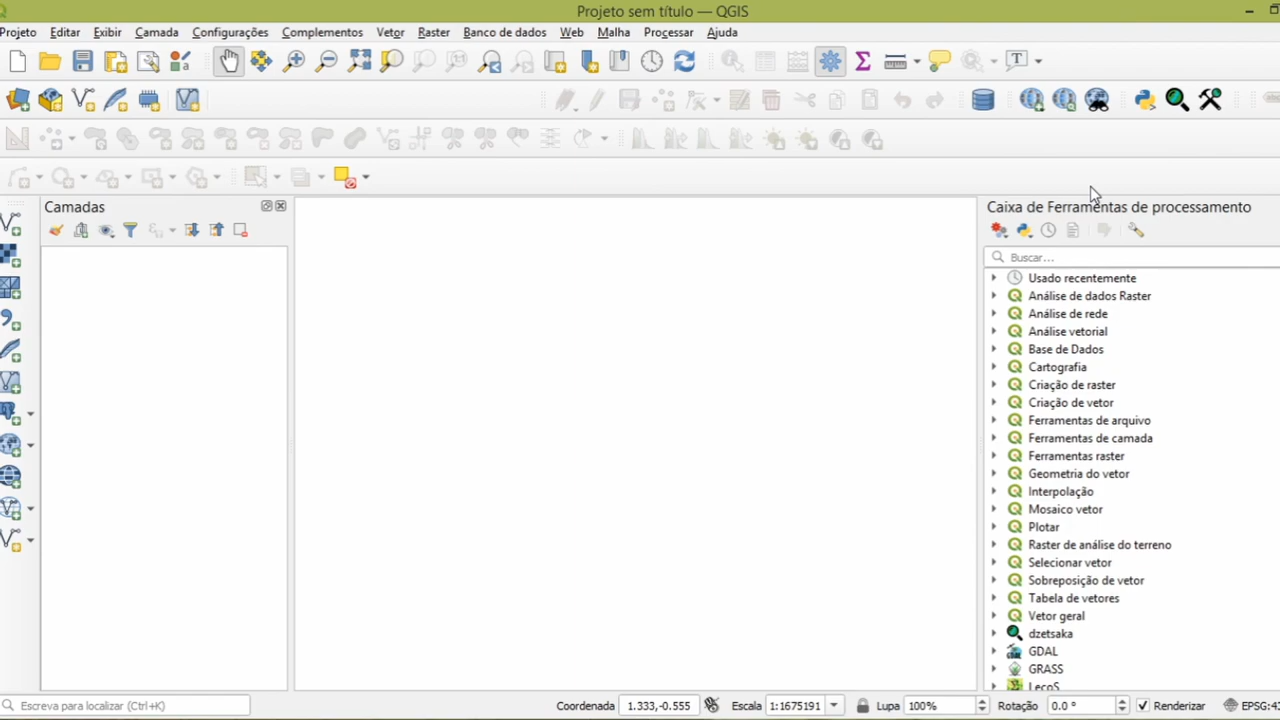 Projeto sem título — QGIS
Projeto Editar Exibir Camada Configurações Complementos Vetor Raster Banco de dados Web Malha Processar Ajuda
Camadas
Caixa de Ferramentas de processamento
Buscar...
Usado recentemente
Análise de dados Raster
Análise de rede
Análise vetorial
Base de Dados
Cartografia
Criação de raster
Criação de vetor
Ferramentas de arquivo
Ferramentas de camada
Ferramentas raster
Geometria do vetor
Interpolação
Mosaico vetor
Plotar
Raster de análise do terreno
Selecionar vetor
Sobreposição de vetor
Tabela de vetores
Vetor geral
dzetsaka
GDAL
GRASS
LecoS
Escreva para localizar (Ctrl+K) Coordenada 1.333,-0.555 Escala 1:1675191 Lupa 100% Rotação 0.0 ° Renderizar EPSG:4